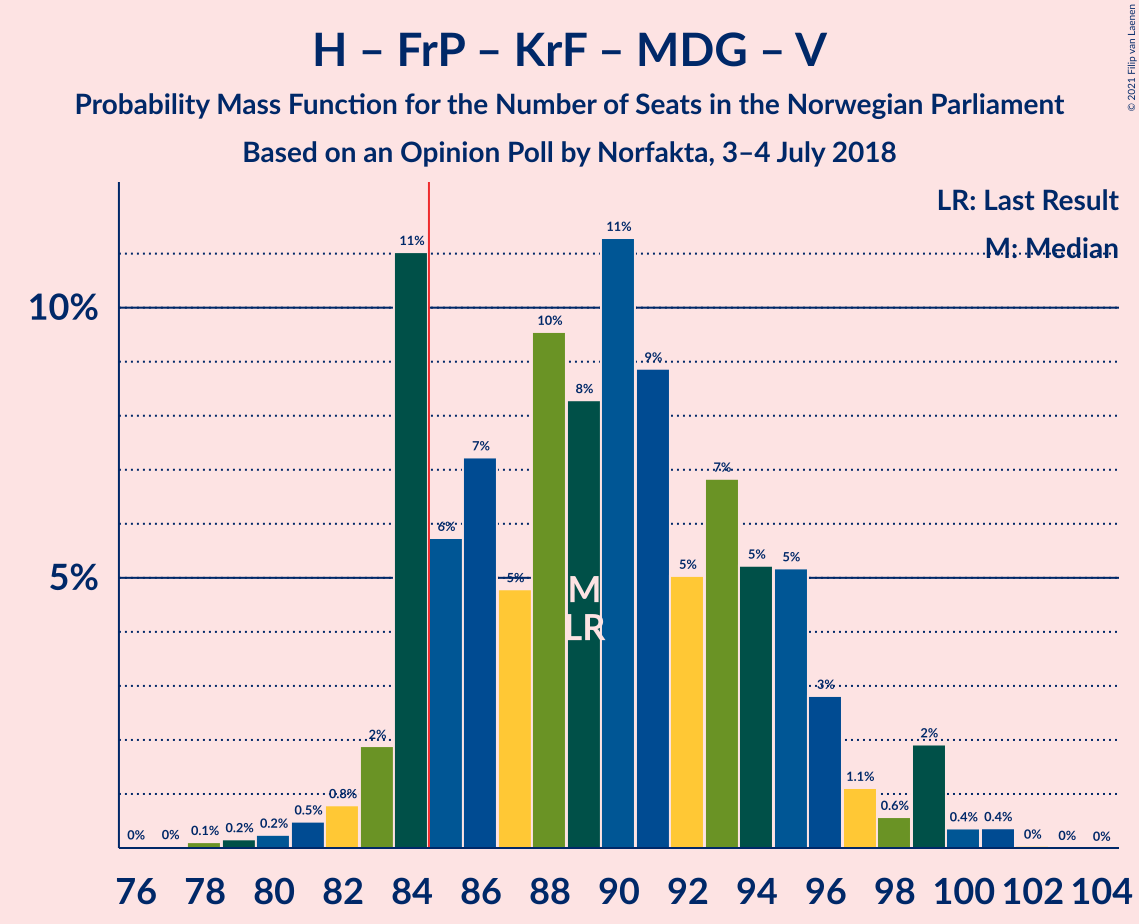 H – FrP – KrF – MDG – V
Probability Mass Function for the Number of Seats in the Norwegian Parliament
Based on an Opinion Poll by Norfakta, 3–4 July 2018
© 2021 Filip van Laenen
LR: Last Result
M: Median
10%
5%
0% 0% 0.1% 0.2% 0.2% 0.5% 0.8% 2% 11% 6% 7% 5% 10% 8% 11% 9% 5% 7% 5% 5% 3% 1.1% 0.6% 2% 0.4% 0.4% 0% 0% 0%
M
LR
76 78 80 82 84 86 88 90 92 94 96 98 100 102 104